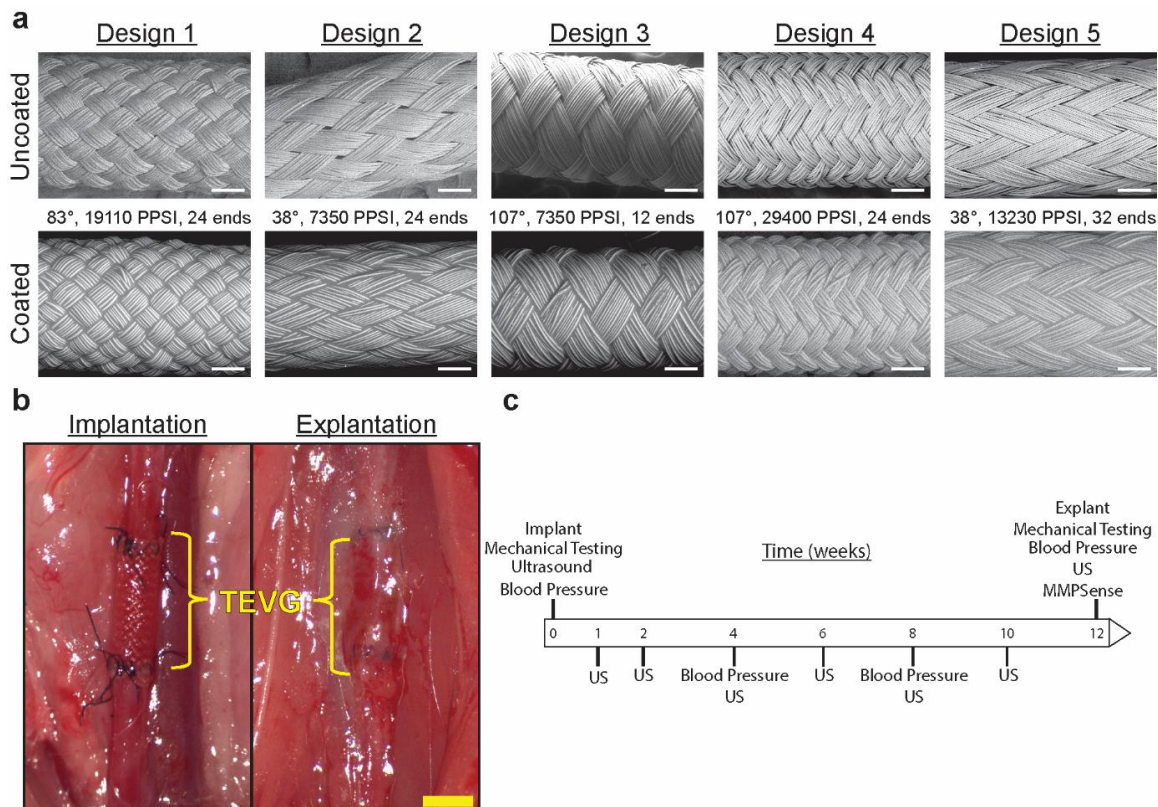 a
Design 1
Design 2
Design 3
Design 4
Design 5
Uncoated
83°, 19110 PPSI, 24 ends
38°, 7350 PPSI, 24 ends
107°, 7350 PPSI, 12 ends
107°, 29400 PPSI, 24 ends
38°, 13230 PPSI, 32 ends
Coated
b
Implantation
Explantation
TEVG
c
Implant
Mechanical Testing
Ultrasound
Blood Pressure
Time (weeks)
Explant
Mechanical Testing
Blood Pressure
US
MMPSense
0 1 2 4 6 8 10 12
US
US
Blood Pressure
US
US
Blood Pressure
US
US